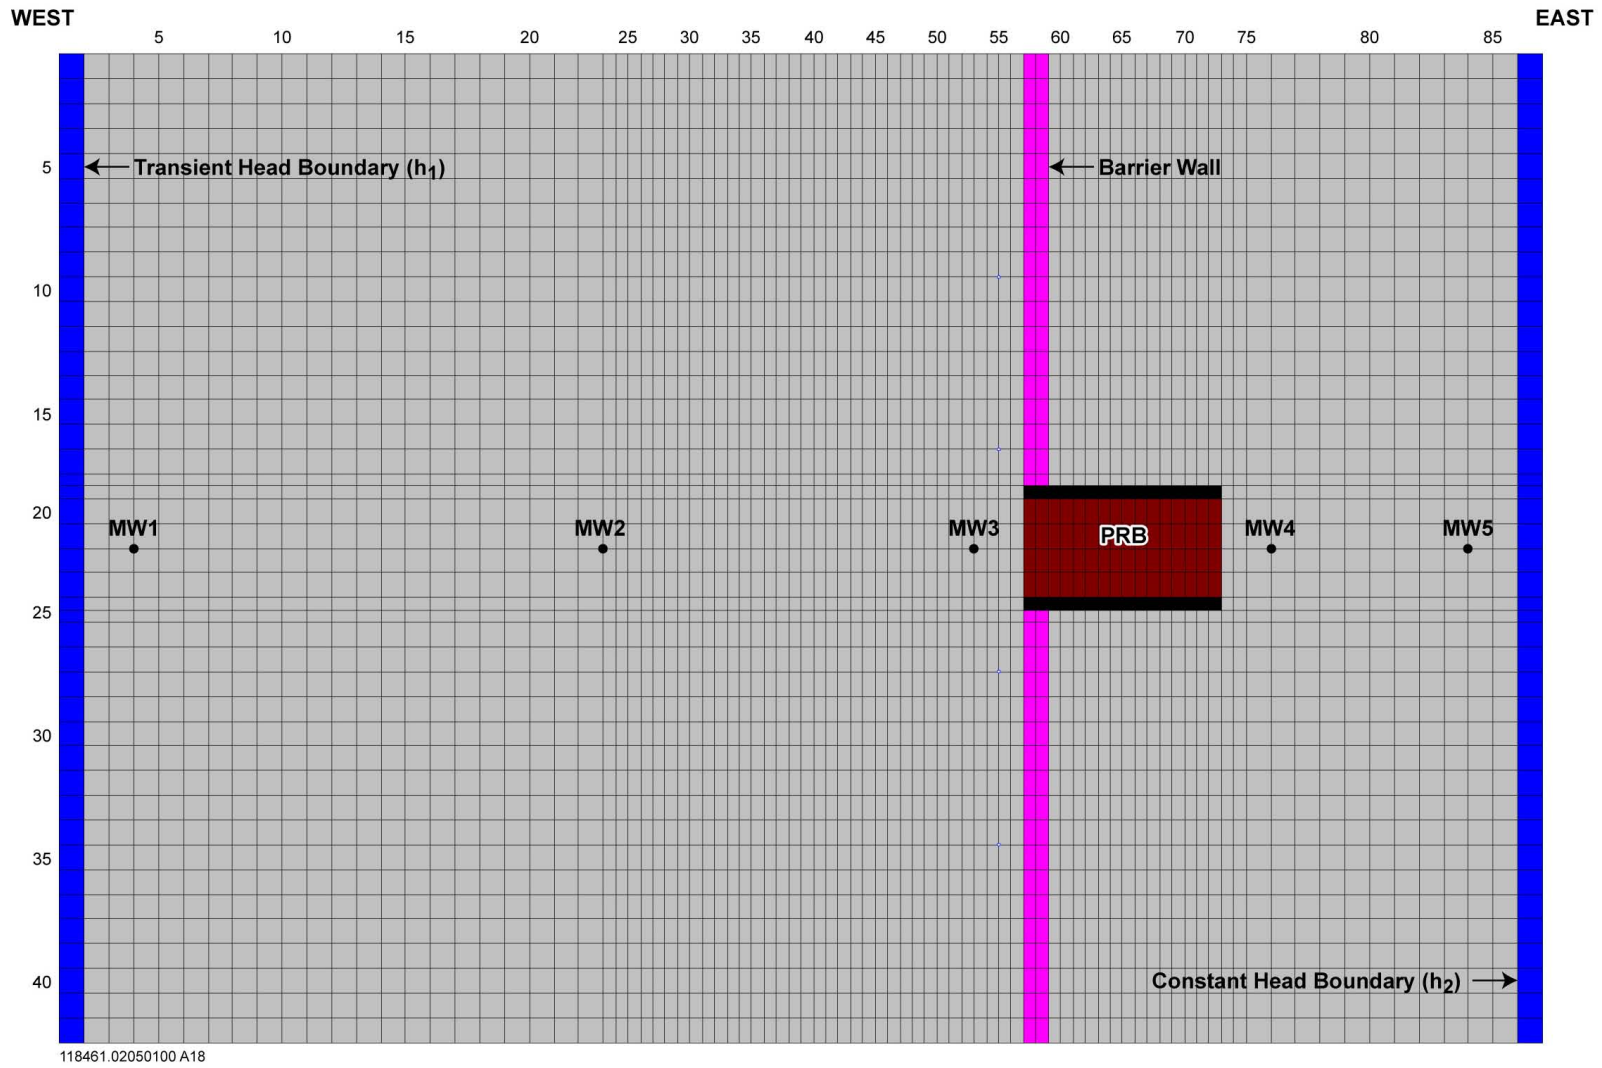 WEST
EAST
5 10 15 20 25 30 35 40 45 50 55 60 65 70 75 80 85
5
Transient Head Boundary (h1)
Barrier Wall
10
15
20
MW1 MW2 MW3 PRB MW4 MW5
25
30
35
40
Constant Head Boundary (h2)
118461.02050100 A18